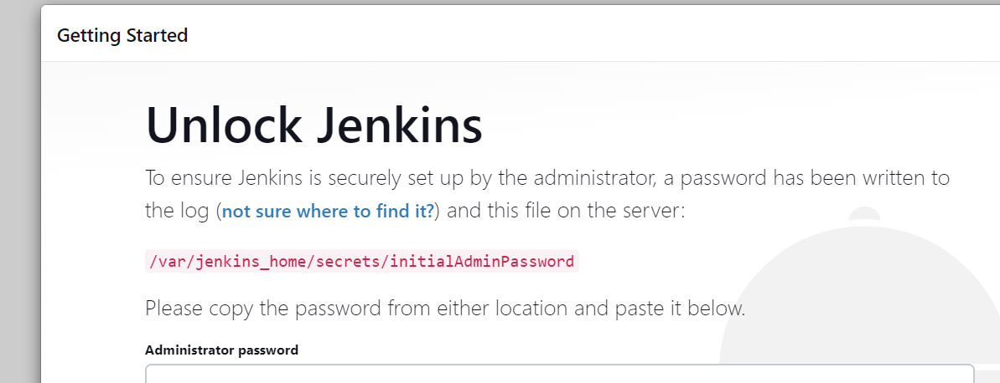 Getting Started
Unlock Jenkins
To ensure Jenkins is securely set up by the administrator, a password has been written to
the log (not sure where to find it?) and this file on the server:
/var/jenkins_home/secrets/initialAdminPassword
Please copy the password from either location and paste it below.
Administrator password